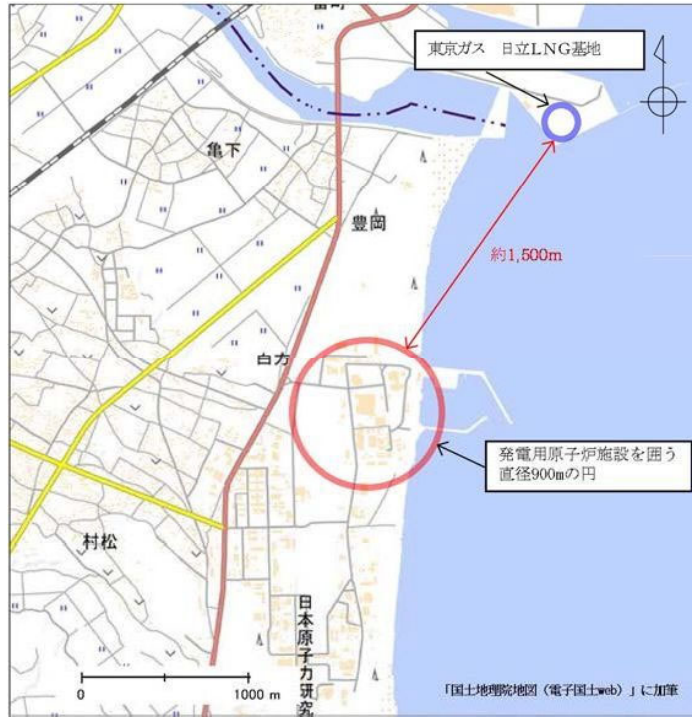 東京ガス 日立LNG基地
亀下
豊岡
約1,500m
白方
発電用原子炉施設を囲う
直径900mの円
村松
日本原子力研究
0
1000 m
「国土地理院地図（電子国土web）」に加筆